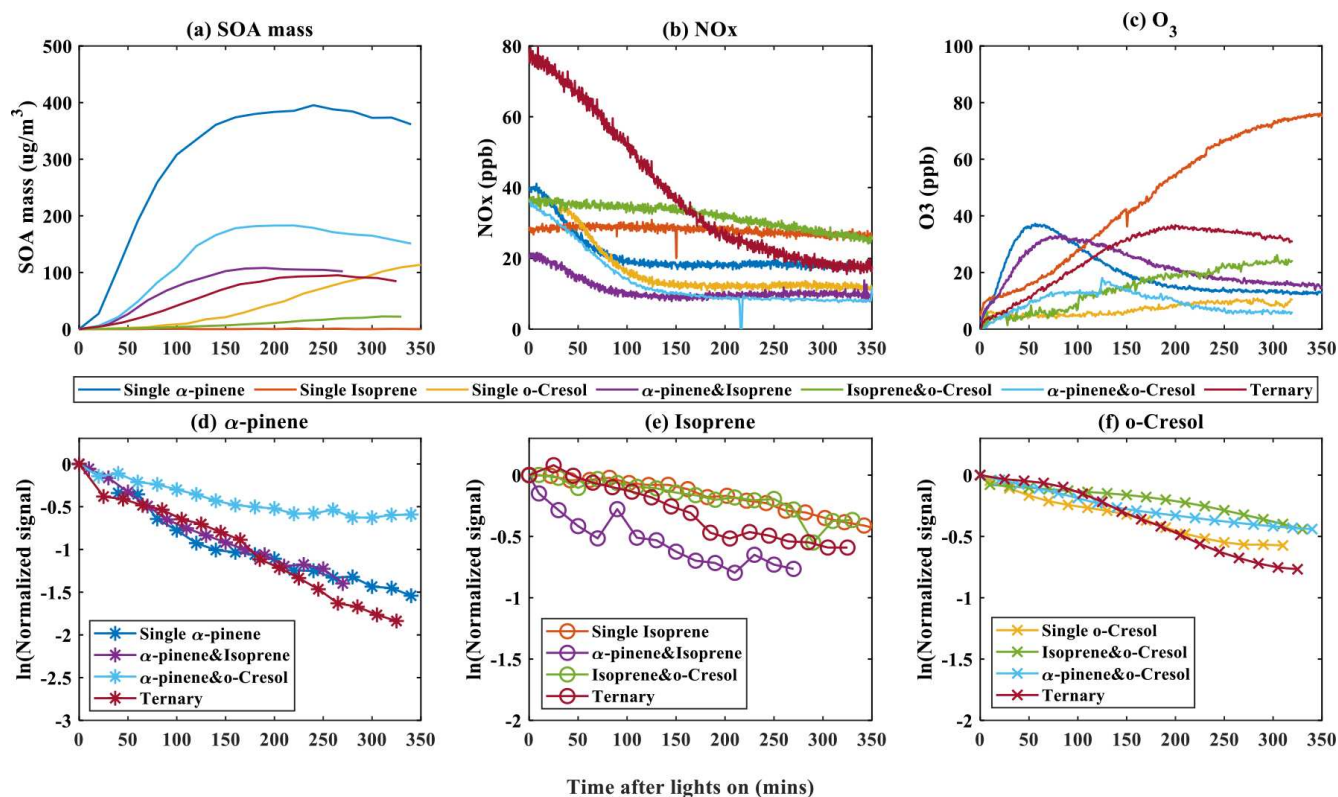 (a) SOA mass
(b) NOx
(c) O3
SOA mass (ug/m3)
500
400
300
200
100
0
0 50 100 150 200 250 300 350
NOx (ppb)
80
60
40
20
0
0 50 100 150 200 250 300 350
O3 (ppb)
100
80
60
40
20
0
0 50 100 150 200 250 300 350
Single α-pinene Single Isoprene Single o-Cresol α-pinene&Isoprene Isoprene&o-Cresol α-pinene&o-Cresol Ternary
(d) α-pinene
(e) Isoprene
(f) o-Cresol
ln(Normalized signal)
0
-0.5
-1
-1.5
-2
-2.5
-3
0 50 100 150 200 250 300 350
Single α-pinene
α-pinene&Isoprene
α-pinene&o-Cresol
Ternary
ln(Normalized signal)
0
-0.5
-1
-1.5
-2
0 50 100 150 200 250 300 350
Single Isoprene
α-pinene&Isoprene
Isoprene&o-Cresol
Ternary
ln(Normalized signal)
0
-0.5
-1
-1.5
-2
0 50 100 150 200 250 300 350
Single o-Cresol
Isoprene&o-Cresol
α-pinene&o-Cresol
Ternary
Time after lights on (mins)